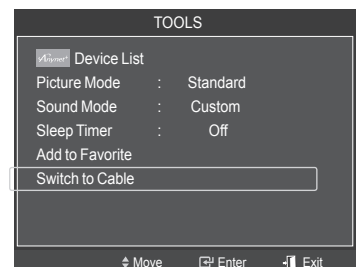 TOOLS
Anynet+ Device List
Picture Mode : Standard
Sound Mode : Custom
Sleep Timer : Off
Add to Favorite
Switch to Cable
Move Enter Exit